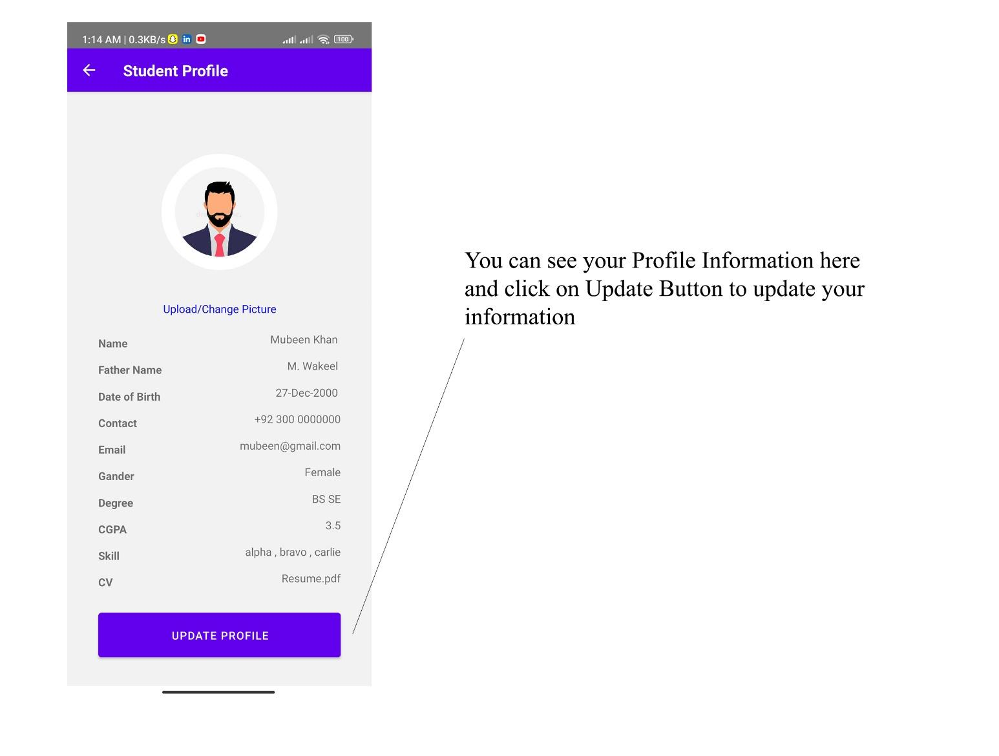 1:14 AM | 0.3KB/s
100
Student Profile
Upload/Change Picture
Name Mubeen Khan
Father Name M. Wakeel
Date of Birth 27-Dec-2000
Contact +92 300 0000000
Email mubeen@gmail.com
Gander Female
Degree BS SE
CGPA 3.5
Skill alpha , bravo , carlie
CV Resume.pdf
UPDATE PROFILE
You can see your Profile Information here
and click on Update Button to update your
information